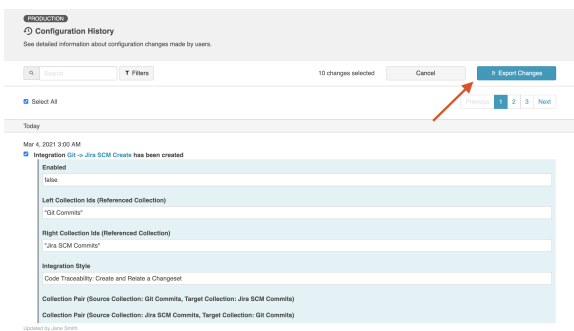 PRODUCTION
Configuration History
See detailed information about configuration changes made by users.
Search
Filters
10 changes selected
Cancel
Export Changes
Select All
Previous 1 2 3 Next
Today
Mar 4, 2021 3:00 AM
Integration Git -> Jira SCM Create has been created
Enabled
false
Left Collection Ids (Referenced Collection)
"Git Commits"
Right Collection Ids (Referenced Collection)
"Jira SCM Commits"
Integration Style
Code Traceability: Create and Relate a Changeset
Collection Pair (Source Collection: Git Commits, Target Collection: Jira SCM Commits)
Collection Pair (Source Collection: Jira SCM Commits, Target Collection: Git Commits)
Updated by Jane Smith